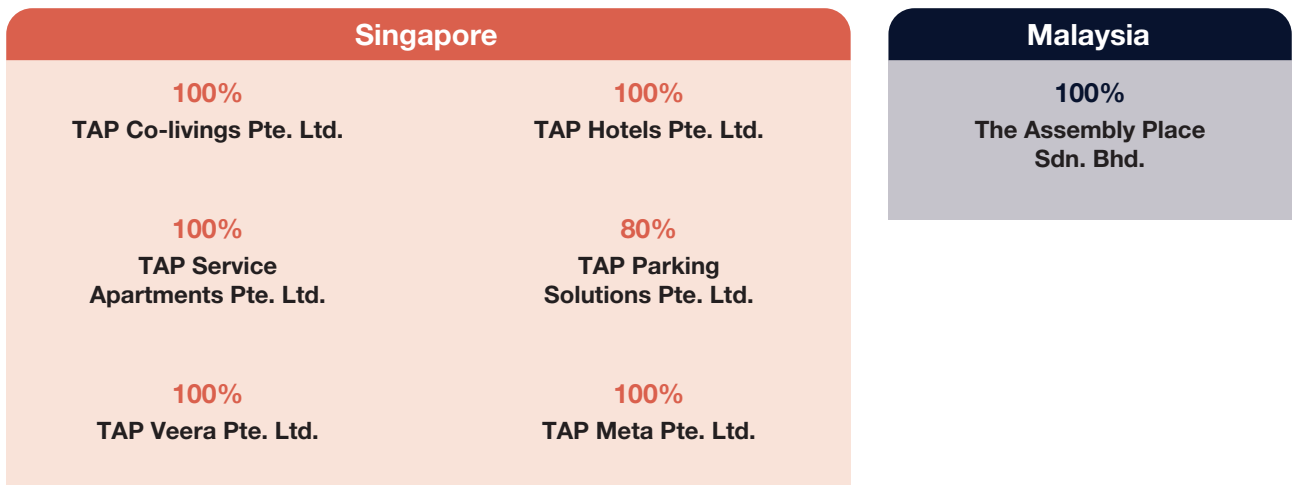 Singapore
100%
TAP Co-livings Pte. Ltd.
100%
TAP Hotels Pte. Ltd.
100%
TAP Service
Apartments Pte. Ltd.
80%
TAP Parking
Solutions Pte. Ltd.
100%
TAP Veera Pte. Ltd.
100%
TAP Meta Pte. Ltd.
Malaysia
100%
The Assembly Place
Sdn. Bhd.